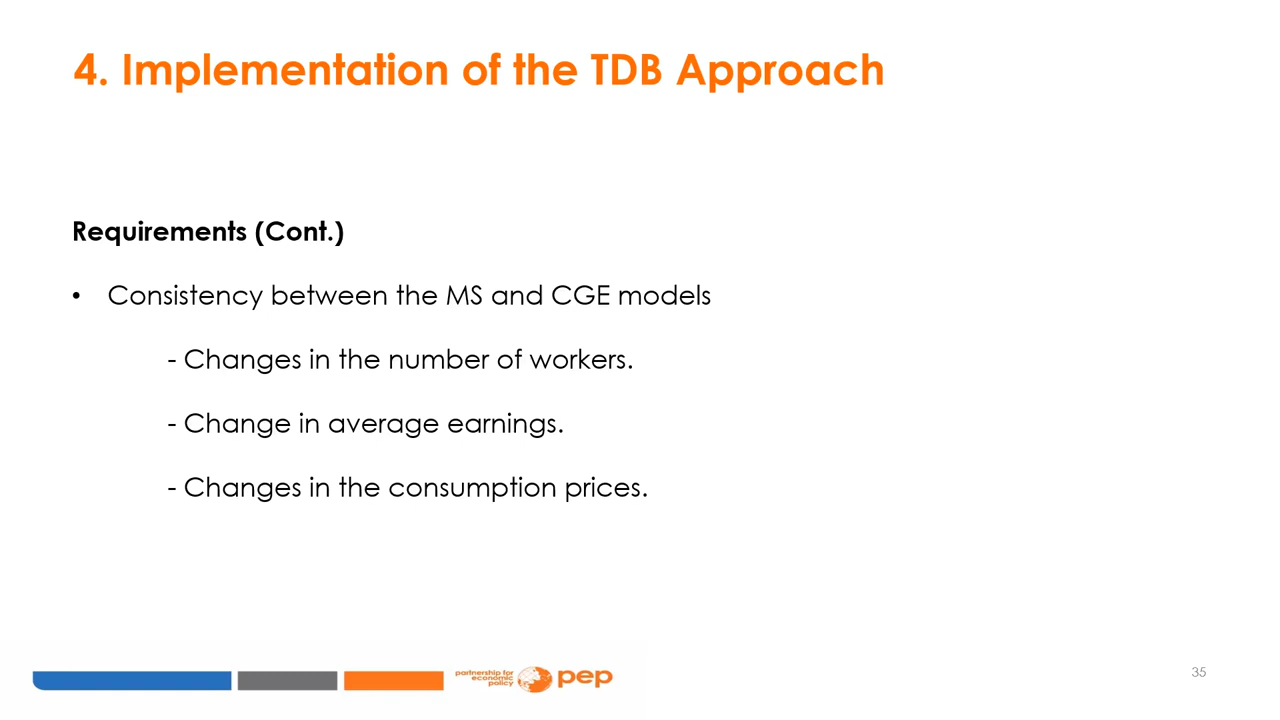 4. Implementation of the TDB Approach
Requirements (Cont.)
• Consistency between the MS and CGE models
- Changes in the number of workers.
- Change in average earnings.
- Changes in the consumption prices.
partnership for
economic
policy
pep
35